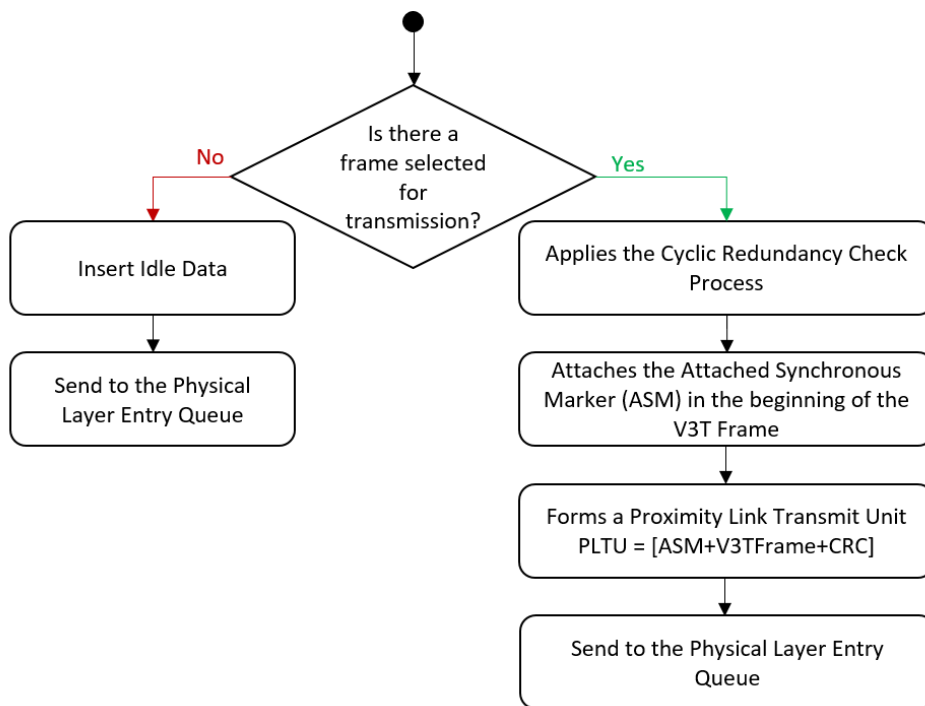 Is there a
frame selected
for
transmission?
No
Yes
Insert Idle Data
Send to the Physical
Layer Entry Queue
Applies the Cyclic Redundancy Check
Process
Attaches the Attached Synchronous
Marker (ASM) in the beginning of the
V3T Frame
Forms a Proximity Link Transmit Unit
PLTU = [ASM+V3TFrame+CRC]
Send to the Physical Layer Entry
Queue